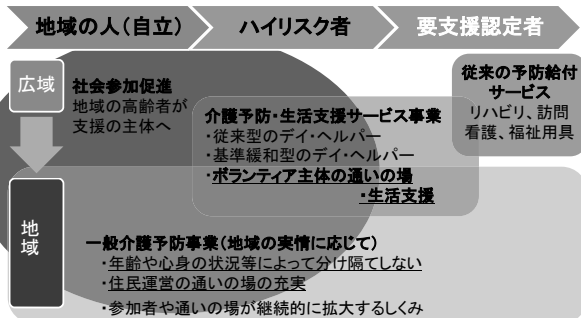 地域の人(自立)
ハイリスク者
要支援認定者
広域
社会参加促進
地域の高齢者が
支援の主体へ
従来の予防給付
サービス
リハビリ、訪問
看護、福祉用具
介護予防・生活支援サービス事業
・従来型のデイ・ヘルパー
・基準緩和型のデイ・ヘルパー
・ボランティア主体の通いの場
・生活支援
地域
一般介護予防事業(地域の実情に応じて)
・年齢や心身の状況等によって分け隔てしない
・住民運営の通いの場の充実
・参加者や通いの場が継続的に拡大するしくみ